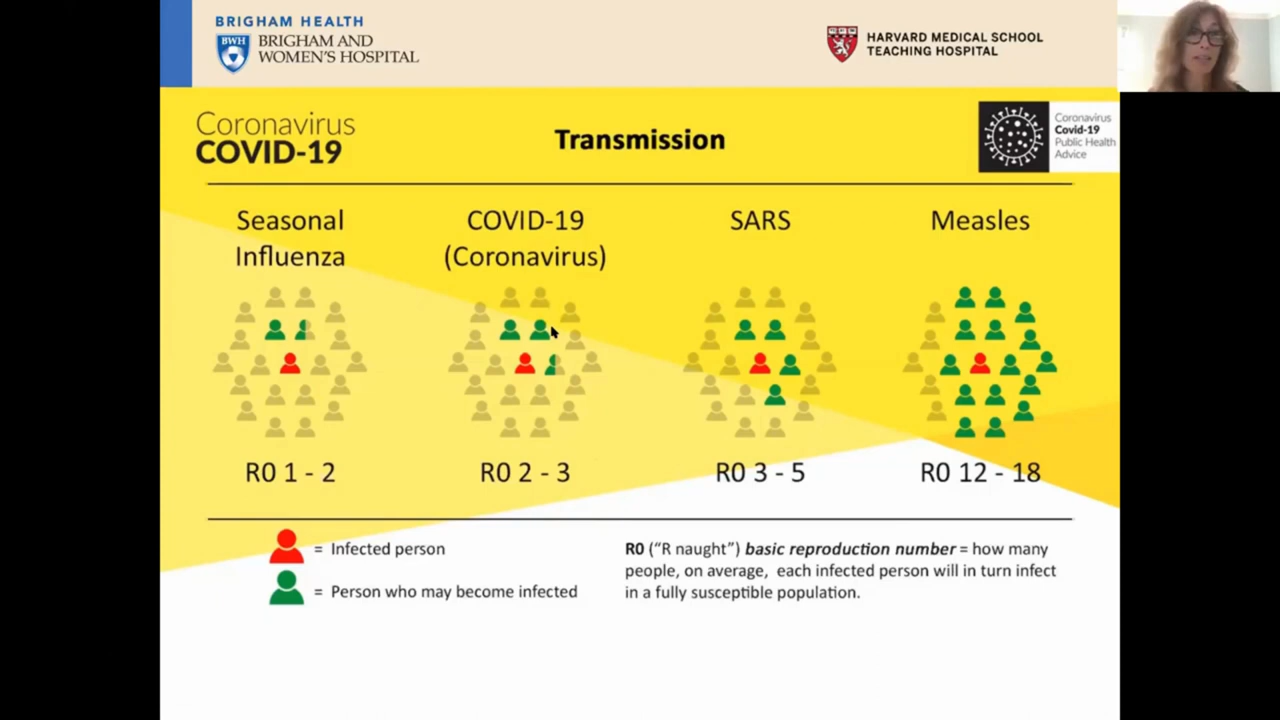 BRIGHAM HEALTH
BWH
BRIGHAM AND
WOMEN'S HOSPITAL
HARVARD MEDICAL SCHOOL
TEACHING HOSPITAL
Coronavirus
COVID-19
Transmission
Coronavirus
Covid-19
Public Health
Advice
Seasonal
Influenza
COVID-19
(Coronavirus)
SARS
Measles
R0 1 - 2
R0 2 - 3
R0 3 - 5
R0 12 - 18
= Infected person
= Person who may become infected
R0 (“R naught”) basic reproduction number = how many
people, on average, each infected person will in turn infect
in a fully susceptible population.